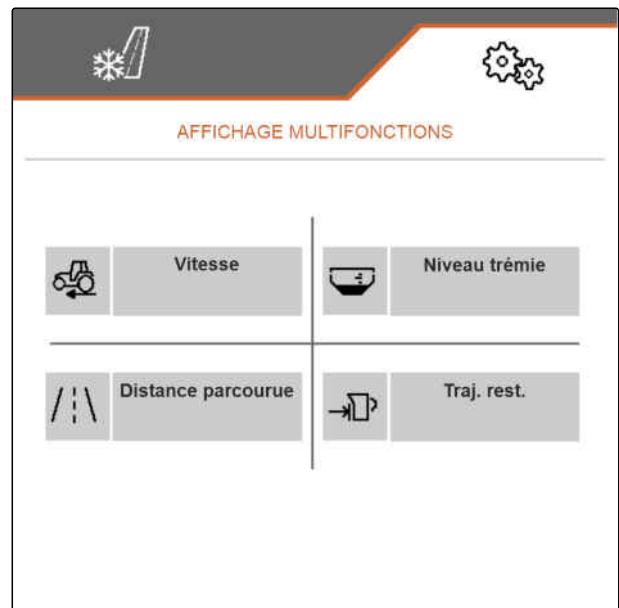 AFFICHAGE MULTIFONCTIONS
Vitesse
Niveau trémie
Distance parcourue
Traj. rest.